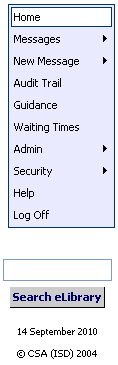 Home
Messages
New Message
Audit Trail
Guidance
Waiting Times
Admin
Security
Help
Log Off
Search eLibrary
14 September 2010
© CSA (ISD) 2004